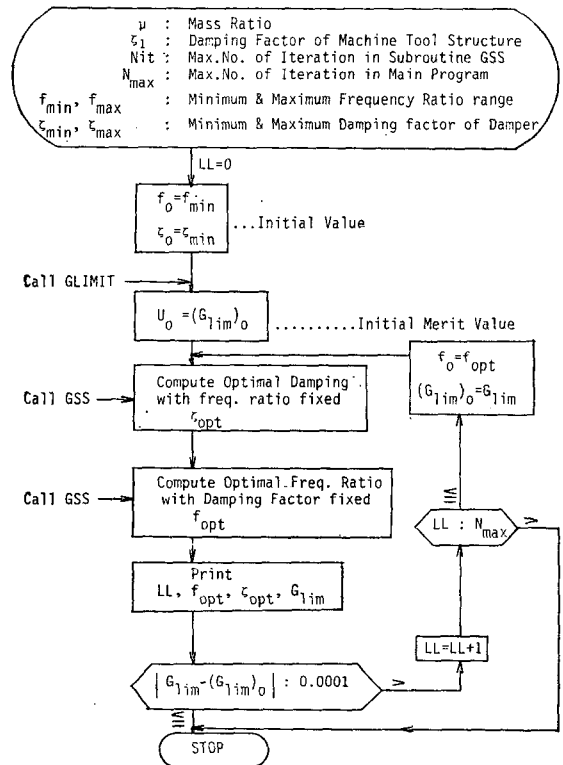 μ : Mass Ratio
ζ1 : Damping Factor of Machine Tool Structure
Nit : Max.No. of Iteration in Subroutine GSS
Nmax : Max.No. of Iteration in Main Program
fmin, fmax : Minimum & Maximum Frequency Ratio range
ζmin, ζmax : Minimum & Maximum Damping factor of Damper
LL=0
fo=fmin
ζo=ζmin
...Initial Value
Call GLIMIT
Uo =(Glim)o
..........Initial Merit Value
fo=fopt
(Glim)o=Glim
Call GSS
Compute Optimal Damping
with freq. ratio fixed
ζopt
Call GSS
Compute Optimal Freq. Ratio
with Damping Factor fixed
fopt
≤
LL : Nmax
>
Print
LL, fopt, ζopt, Glim
LL=LL+1
|Glim-(Glim)o| : 0.0001
>
≤
STOP